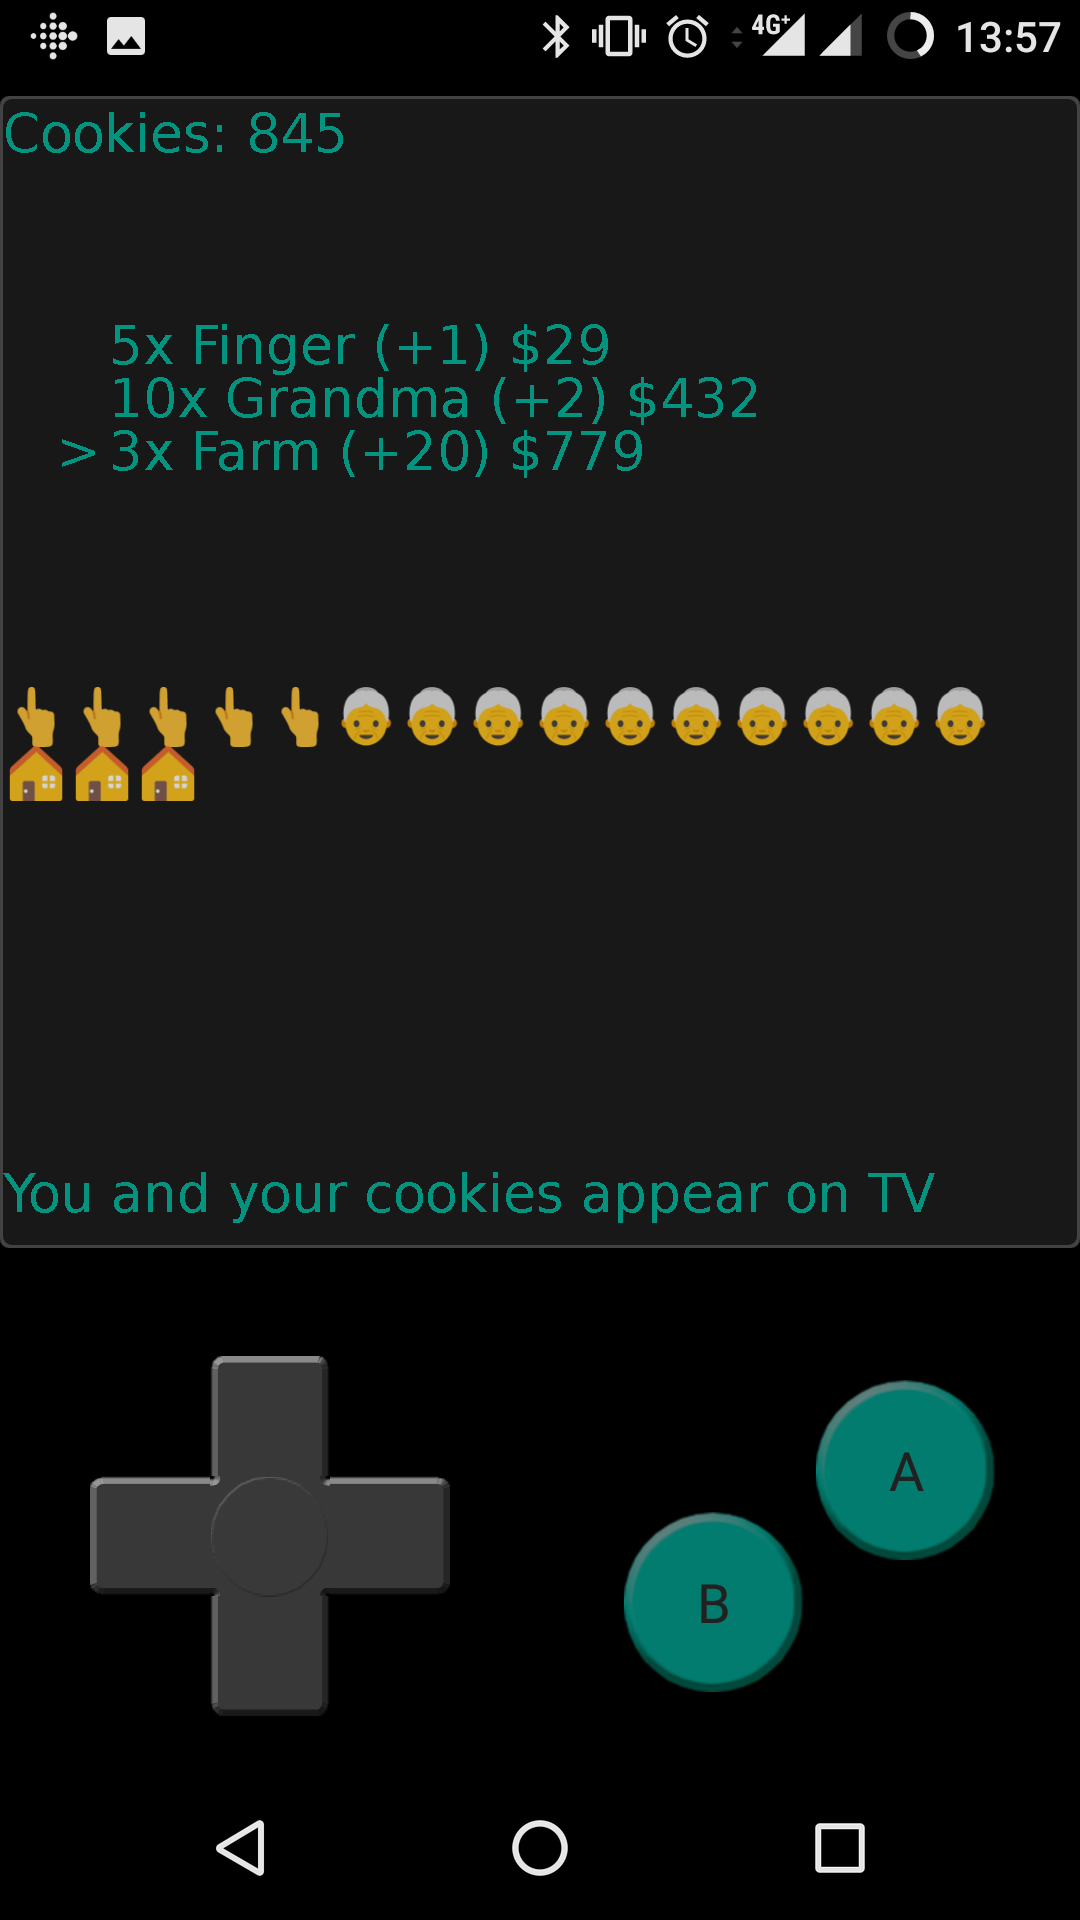 4G+ 13:57
Cookies: 845
5x Finger (+1) $29
10x Grandma (+2) $432
> 3x Farm (+20) $779
You and your cookies appear on TV
A
B